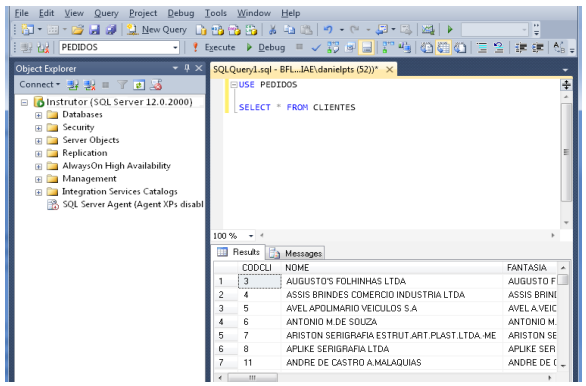 File Edit View Query Project Debug Tools Window Help
New Query
PEDIDOS Execute Debug
Object Explorer
SQLQuery1.sql - BFL...IAE\danielpts (52))*
Connect
Instrutor (SQL Server 12.0.2000)
Databases
Security
Server Objects
Replication
AlwaysOn High Availability
Management
Integration Services Catalogs
SQL Server Agent (Agent XPs disabl
USE PEDIDOS
SELECT * FROM CLIENTES
100 %
Results Messages
CODCLI NOME FANTASIA
1 3 AUGUSTO'S FOLHINHAS LTDA AUGUSTO F
2 4 ASSIS BRINDES COMERCIO INDUSTRIA LTDA ASSIS BRIND
3 5 AVEL APOLIMARIO VEICULOS S.A AVEL A.VEIC
4 6 ANTONIO M.DE SOUZA ANTONIO M.
5 7 ARISTON SERIGRAFIA ESTRUT.ART.PLAST.LTDA.-ME ARISTON SE
6 8 APLIKE SERIGRAFIA LTDA APLIKE SER
7 11 ANDRE DE CASTRO A.MALAQUIAS ANDRE DE